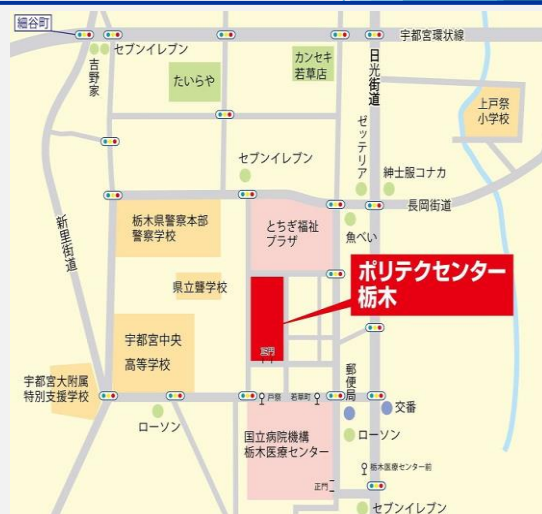 細谷町
宇都宮環状線
セブンイレブン
吉野家
たいらや
カンセキ
若草店
日光街道
上戸祭
小学校
ゼッテリア
セブンイレブン
紳士服コナカ
長岡街道
新里街道
栃木県警察本部
警察学校
とちぎ福祉
プラザ
魚べい
ポリテクセンター
栃木
県立聾学校
宇都宮中央
高等学校
正門
宇都宮大附属
特別支援学校
戸祭
若草町
郵便局
交番
ローソン
国立病院機構
栃木医療センター
ローソン
栃木医療センター前
正門
セブンイレブン